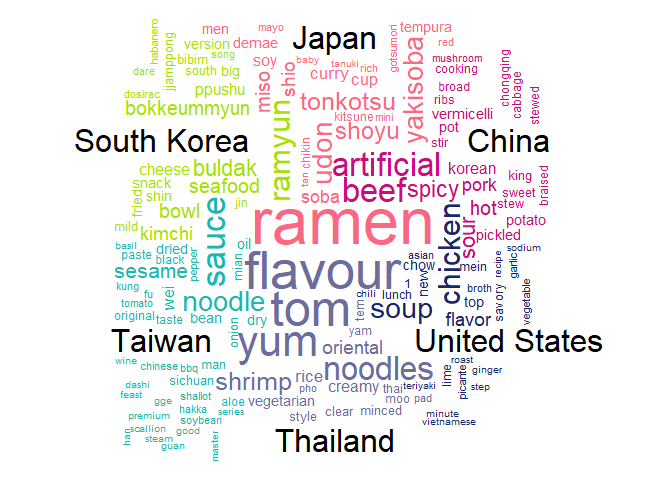 Japan
South Korea
China
Taiwan
United States
Thailand
ramen
flavour
tom
yum
noodles
chicken
beef
artificial
soup
sauce
noodle
udon
ramyun
yakisoba
tonkotsu
shoyu
spicy
shrimp
sesame
buldak
seafood
bokkeummyun
kimchi
bowl
miso
shio
sour
hot
pork
flavor
oriental
men
mayo
tempura
red
habanero
version
song
demae
baby
tanuki
rich
gotsumori
mushroom
cooking
jjamppong
bibim
soy
curry
cup
dare
south
big
ppushu
dosirac
kitsune
mini
broad
ribs
chongqing
cabbage
stewed
vermicelli
pot
stir
tan
chikin
soba
korean
king
sweet
braised
stew
potato
pickled
cheese
snack
shin
fried
jin
mild
basil
paste
dried
black
pepper
oil
mian
kung
fu
tomato
original
taste
wei
bean
onion
dry
asian
chow
1
new
lunch
mein
top
broth
recipe
sodium
garlic
savory
vegetable
yam
rice
pho
creamy
thai
teriyaki
moo
pad
lime
roast
picante
ginger
step
minute
vietnamese
wine
chinese
bbq
man
sichuan
dashi
feast
shallot
gge
hakka
aloe
vegetarian
premium
soybean
series
style
clear
minced
scallion
good
steam
han
guan
master